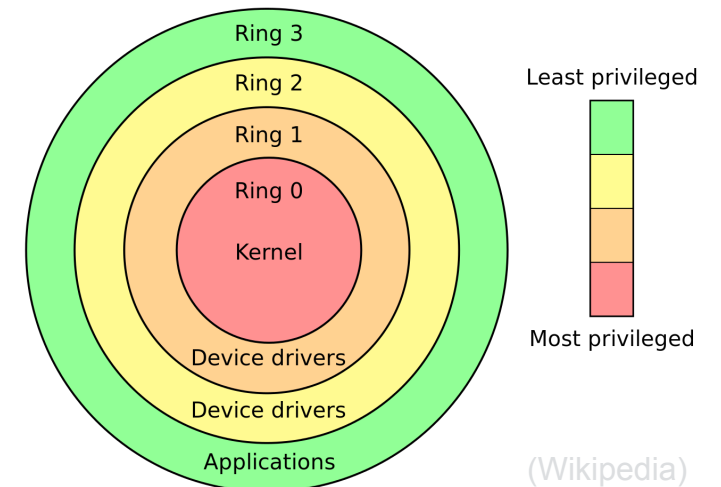 Ring 3
Ring 2
Ring 1
Ring 0
Kernel
Device drivers
Device drivers
Applications
Least privileged
Most privileged
(Wikipedia)